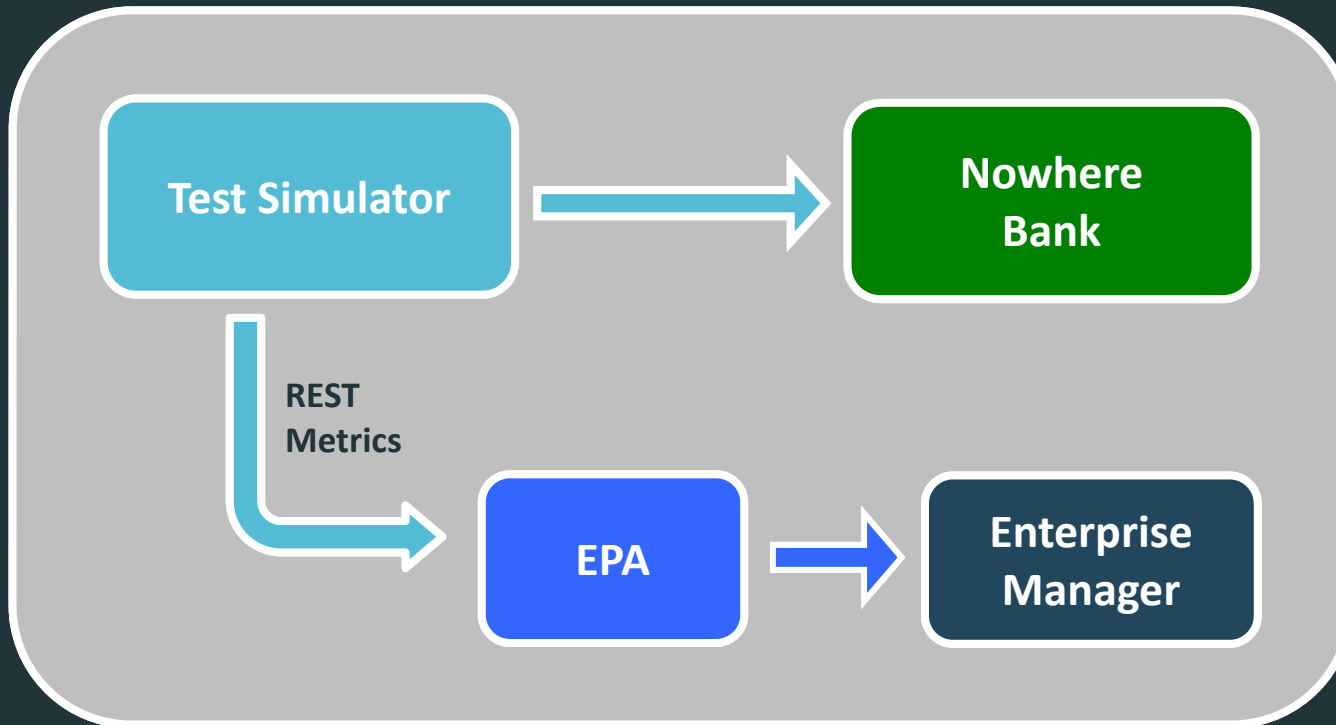 Test Simulator
Nowhere
Bank
REST
Metrics
EPA
Enterprise
Manager